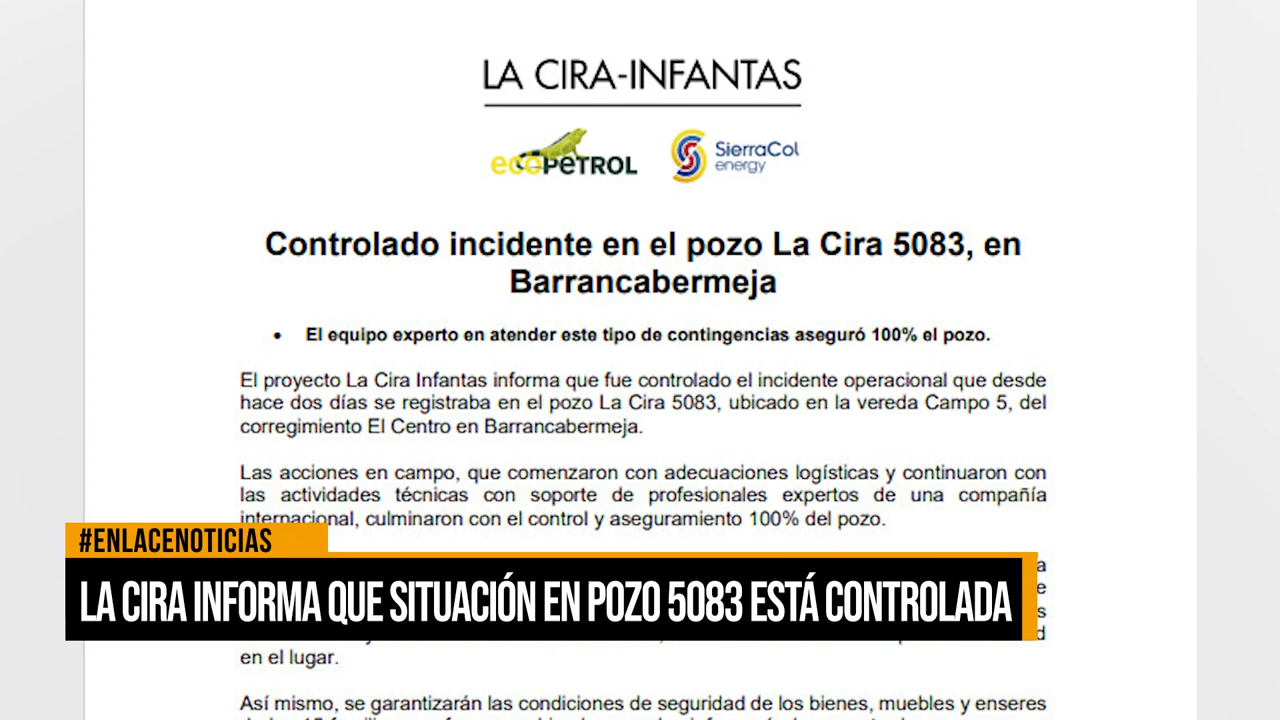 LA CIRA-INFANTAS
ecoPETROL
SierraCol
energy
Controlado incidente en el pozo La Cira 5083, en
Barrancabermeja
• El equipo experto en atender este tipo de contingencias aseguró 100% el pozo.
El proyecto La Cira Infantas informa que fue controlado el incidente operacional que desde
hace dos días se registraba en el pozo La Cira 5083, ubicado en la vereda Campo 5, del
corregimiento El Centro en Barrancabermeja.
Las acciones en campo, que comenzaron con adecuaciones logísticas y continuaron con
las actividades técnicas con soporte de profesionales expertos de una compañía
internacional, culminaron con el control y aseguramiento 100% del pozo.
#ENLACENOTICIAS
LA CIRA INFORMA QUE SITUACIÓN EN POZO 5083 ESTÁ CONTROLADA
en el lugar.
Así mismo, se garantizarán las condiciones de seguridad de los bienes, muebles y enseres